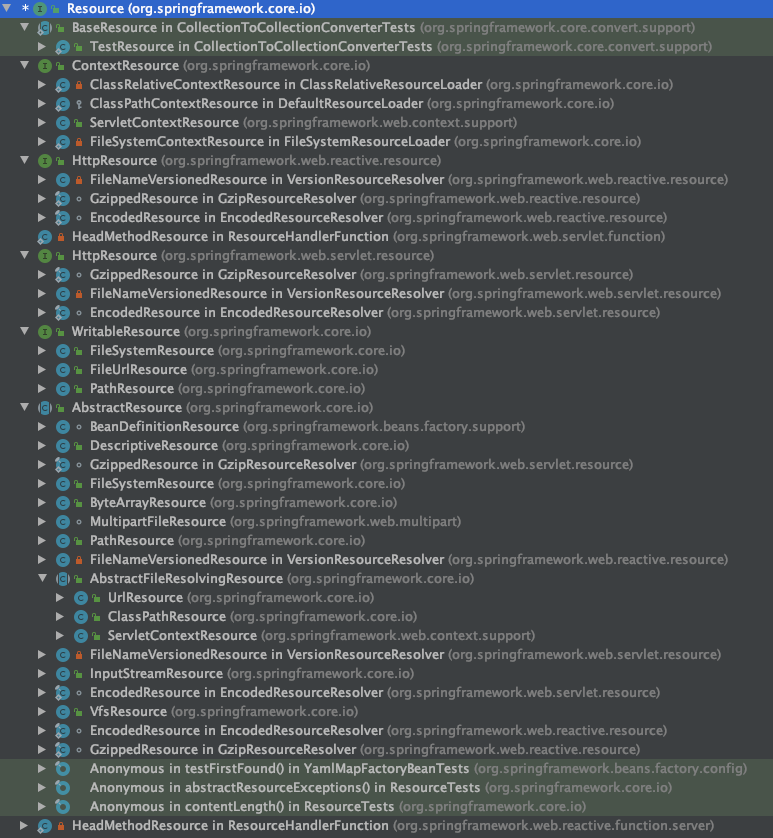 * Resource (org.springframework.core.io)
BaseResource in CollectionToCollectionConverterTests (org.springframework.core.convert.support)
TestResource in CollectionToCollectionConverterTests (org.springframework.core.convert.support)
ContextResource (org.springframework.core.io)
ClassRelativeContextResource in ClassRelativeResourceLoader (org.springframework.core.io)
ClassPathContextResource in DefaultResourceLoader (org.springframework.core.io)
ServletContextResource (org.springframework.web.context.support)
FileSystemContextResource in FileSystemResourceLoader (org.springframework.core.io)
HttpResource (org.springframework.web.reactive.resource)
FileNameVersionedResource in VersionResourceResolver (org.springframework.web.reactive.resource)
GzippedResource in GzipResourceResolver (org.springframework.web.reactive.resource)
EncodedResource in EncodedResourceResolver (org.springframework.web.reactive.resource)
HeadMethodResource in ResourceHandlerFunction (org.springframework.web.servlet.function)
HttpResource (org.springframework.web.servlet.resource)
GzippedResource in GzipResourceResolver (org.springframework.web.servlet.resource)
FileNameVersionedResource in VersionResourceResolver (org.springframework.web.servlet.resource)
EncodedResource in EncodedResourceResolver (org.springframework.web.servlet.resource)
WritableResource (org.springframework.core.io)
FileSystemResource (org.springframework.core.io)
FileUrlResource (org.springframework.core.io)
PathResource (org.springframework.core.io)
AbstractResource (org.springframework.core.io)
BeanDefinitionResource (org.springframework.beans.factory.support)
DescriptiveResource (org.springframework.core.io)
GzippedResource in GzipResourceResolver (org.springframework.web.servlet.resource)
FileSystemResource (org.springframework.core.io)
ByteArrayResource (org.springframework.core.io)
MultipartFileResource (org.springframework.web.multipart)
PathResource (org.springframework.core.io)
FileNameVersionedResource in VersionResourceResolver (org.springframework.web.reactive.resource)
AbstractFileResolvingResource (org.springframework.core.io)
UrlResource (org.springframework.core.io)
ClassPathResource (org.springframework.core.io)
ServletContextResource (org.springframework.web.context.support)
FileNameVersionedResource in VersionResourceResolver (org.springframework.web.servlet.resource)
InputStreamResource (org.springframework.core.io)
EncodedResource in EncodedResourceResolver (org.springframework.web.servlet.resource)
VfsResource (org.springframework.core.io)
EncodedResource in EncodedResourceResolver (org.springframework.web.reactive.resource)
GzippedResource in GzipResourceResolver (org.springframework.web.reactive.resource)
Anonymous in testFirstFound() in YamlMapFactoryBeanTests (org.springframework.beans.factory.config)
Anonymous in abstractResourceExceptions() in ResourceTests (org.springframework.core.io)
Anonymous in contentLength() in ResourceTests (org.springframework.core.io)
HeadMethodResource in ResourceHandlerFunction (org.springframework.web.reactive.function.server)